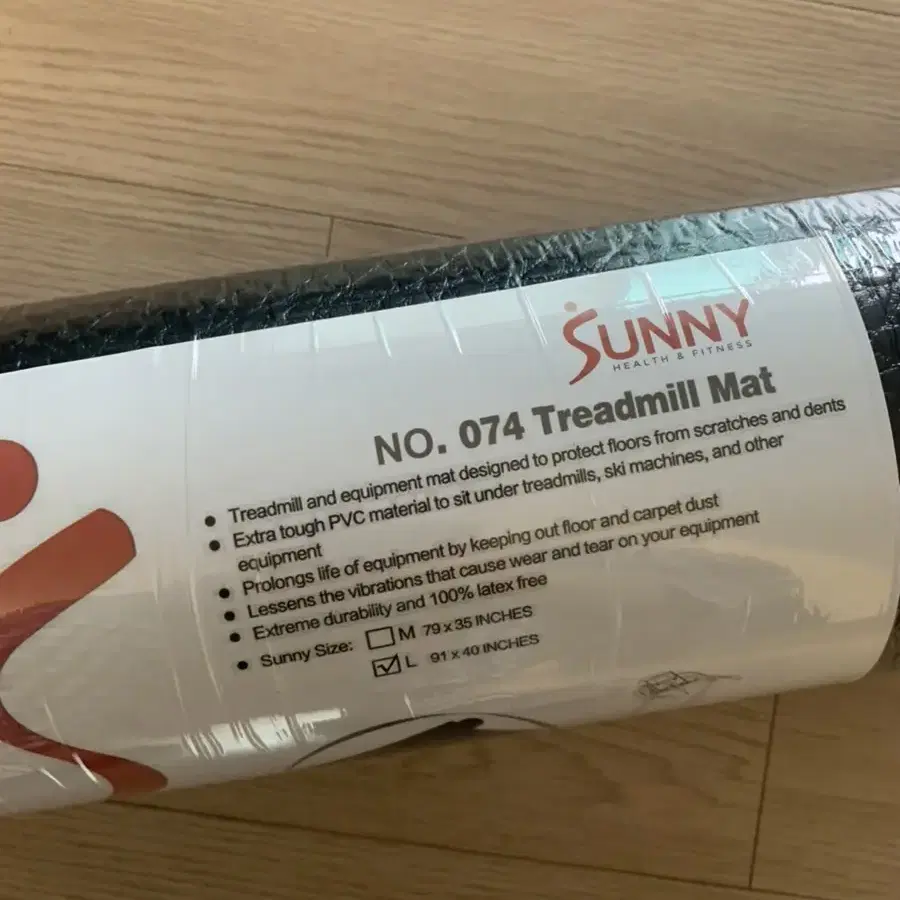 SUNNY
HEALTH & FITNESS
NO. 074 Treadmill Mat
• Treadmill and equipment mat designed to protect floors from scratches and dents
• Extra tough PVC material to sit under treadmills, ski machines, and other
equipment
• Prolongs life of equipment by keeping out floor and carpet dust
• Lessens the vibrations that cause wear and tear on your equipment
• Extreme durability and 100% latex free
• Sunny Size: ☐ M 79 x 35 INCHES
☑ L 91 x 40 INCHES